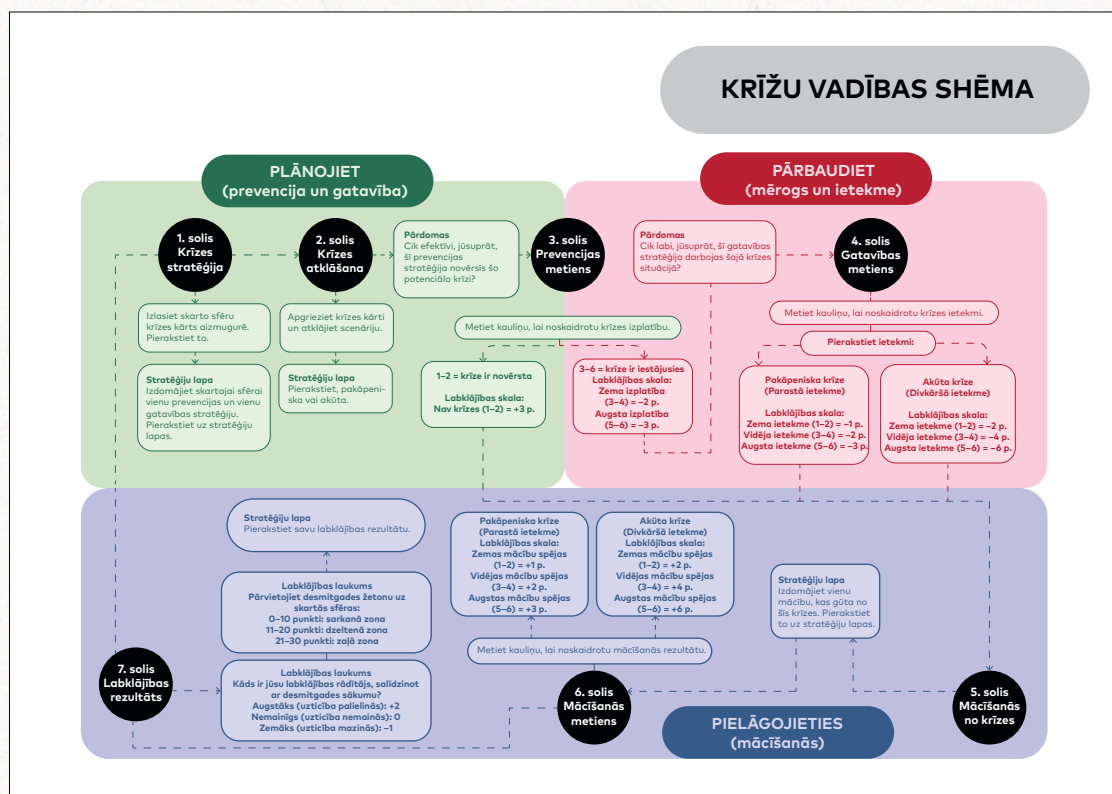 KRĪŽU VADĪBAS SHĒMA
PLĀNOJIET
(prevencija un gatavība)
PĀRBAUDIET
(mērogs un ietekme)
1. solis
Krīzes
stratēģija
2. solis
Krīzes
atklāšana
Pārdomas
Cik efektīvi, jūsuprāt,
šī prevencijas
stratēģija novērsīs šo
potenciālo krīzi?
3. solis
Prevencijas
metiens
Pārdomas
Cik labi, jūsuprāt, šī gatavības
stratēģija darbojas šajā krīzes
situācijā?
4. solis
Gatavības
metiens
Izlasiet skarto sfēru
krīzes kārts aizmugurē.
Pierakstiet to.
Apgrieziet krīzes kārti
un atklājiet scenāriju.
Metiet kauliņu, lai noskaidrotu krīzes izplatību.
Metiet kauliņu, lai noskaidrotu krīzes ietekmi.
Pierakstiet ietekmi:
Stratēģiju lapa
Izdomājiet skartajai sfērai
vienu prevencijas un vienu
gatavības stratēģiju.
Pierakstiet uz stratēģiju
lapas.
Stratēģiju lapa
Pierakstiet, pakāpeni-
ska vai akūta.
1–2 = krīze ir novērsta
Labklājības skala:
Nav krīzes (1–2) = +3 p.
3–6 = krīze ir iestājusies
Labklājības skala:
Zema izplatība
(3–4) = –2 p.
Augsta izplatība
(5–6) = –3 p.
Pakāpeniska krīze
(Parastā ietekme)
Labklājības skala:
Zema ietekme (1–2) = –1 p.
Vidēja ietekme (3–4) = –2 p.
Augsta ietekme (5–6) = –3 p.
Akūta krīze
(Divkāršā ietekme)
Labklājības skala:
Zema ietekme (1–2) = –2 p.
Vidēja ietekme (3–4) = –4 p.
Augsta ietekme (5–6) = –6 p.
Stratēģiju lapa
Pierakstiet savu labklājības rezultātu.
Pakāpeniska krīze
(Parastā ietekme)
Labklājības skala:
Zemas mācību spējas
(1–2) = +1 p.
Vidējas mācību spējas
(3–4) = +2 p.
Augstas mācību spējas
(5–6) = +3 p.
Akūta krīze
(Divkāršā ietekme)
Labklājības skala:
Zemas mācību spējas
(1–2) = +2 p.
Vidējas mācību spējas
(3–4) = +4 p.
Augstas mācību spējas
(5–6) = +6 p.
Stratēģiju lapa
Izdomājiet vienu
mācību, kas gūta no
šīs krīzes. Pierakstiet
to uz stratēģiju lapas.
Labklājības laukums
Pārvietojiet desmitgades žetonu uz
skartās sfēras:
0–10 punkti: sarkanā zona
11–20 punkti: dzeltenā zona
21–30 punkti: zaļā zona
Metiet kauliņu, lai noskaidrotu mācīšanās rezultātu.
7. solis
Labklājības
rezultāts
Labklājības laukums
Kāds ir jūsu labklājības rādītājs, salīdzinot
ar desmitgades sākumu?
Augstāks (uzticība palielinās): +2
Nemainīgs (uzticība nemainās): 0
Zemāks (uzticība mazinās): –1
6. solis
Mācīšanās
metiens
5. solis
Mācīšanās
no krīzes
PIELĀGOJIETIES
(mācīšanās)